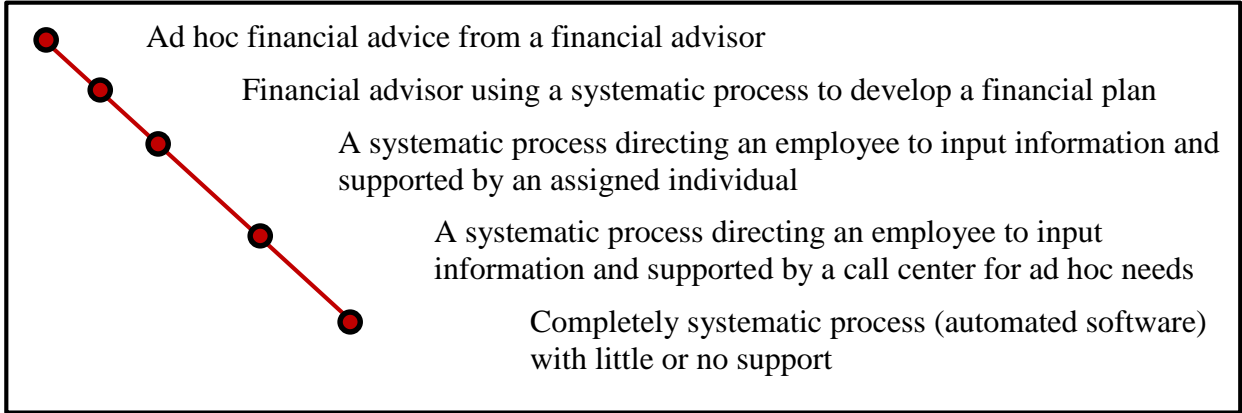 Ad hoc financial advice from a financial advisor
Financial advisor using a systematic process to develop a financial plan
A systematic process directing an employee to input information and
supported by an assigned individual
A systematic process directing an employee to input
information and supported by a call center for ad hoc needs
Completely systematic process (automated software)
with little or no support